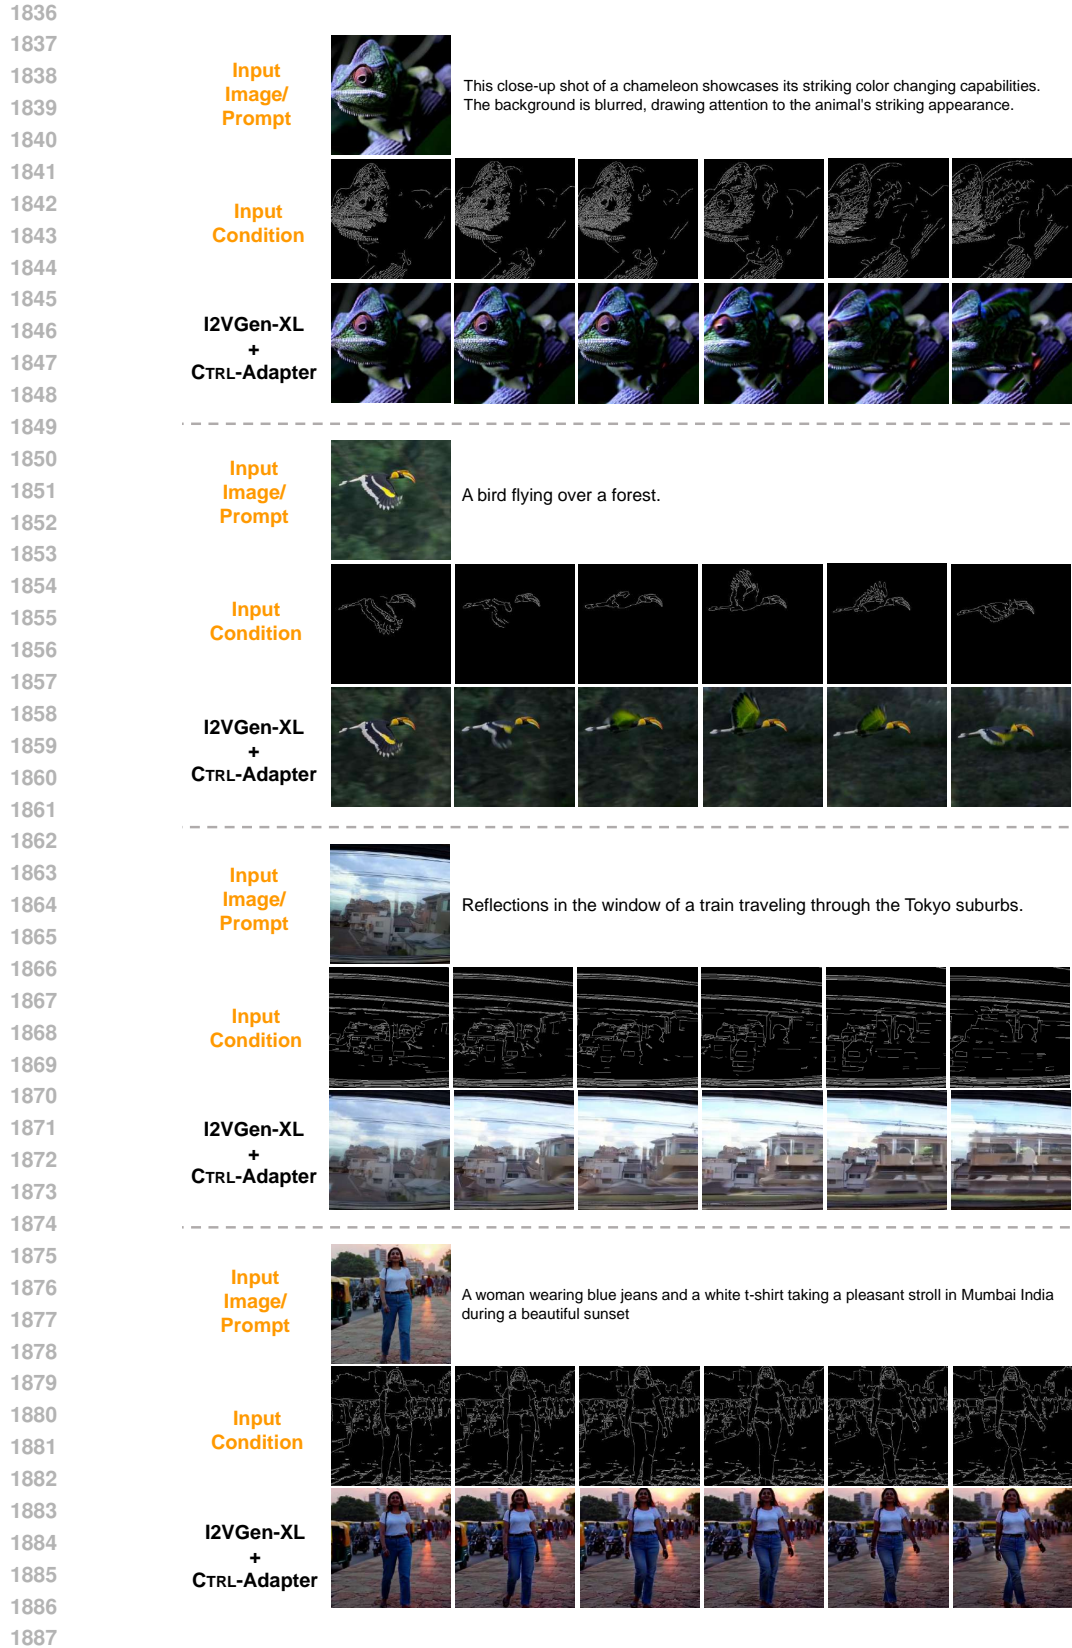 1836
1837
1838
1839
1840
1841
1842
1843
1844
1845
1846
1847
1848
1849
1850
1851
1852
1853
1854
1855
1856
1857
1858
1859
1860
1861
1862
1863
1864
1865
1866
1867
1868
1869
1870
1871
1872
1873
1874
1875
1876
1877
1878
1879
1880
1881
1882
1883
1884
1885
1886
1887
Input
Image/
Prompt
This close-up shot of a chameleon showcases its striking color changing capabilities.
The background is blurred, drawing attention to the animal's striking appearance.
Input
Condition
I2VGen-XL
+
CTRL-Adapter
Input
Image/
Prompt
A bird flying over a forest.
Input
Condition
I2VGen-XL
+
CTRL-Adapter
Input
Image/
Prompt
Reflections in the window of a train traveling through the Tokyo suburbs.
Input
Condition
I2VGen-XL
+
CTRL-Adapter
Input
Image/
Prompt
A woman wearing blue jeans and a white t-shirt taking a pleasant stroll in Mumbai India
during a beautiful sunset
Input
Condition
I2VGen-XL
+
CTRL-Adapter